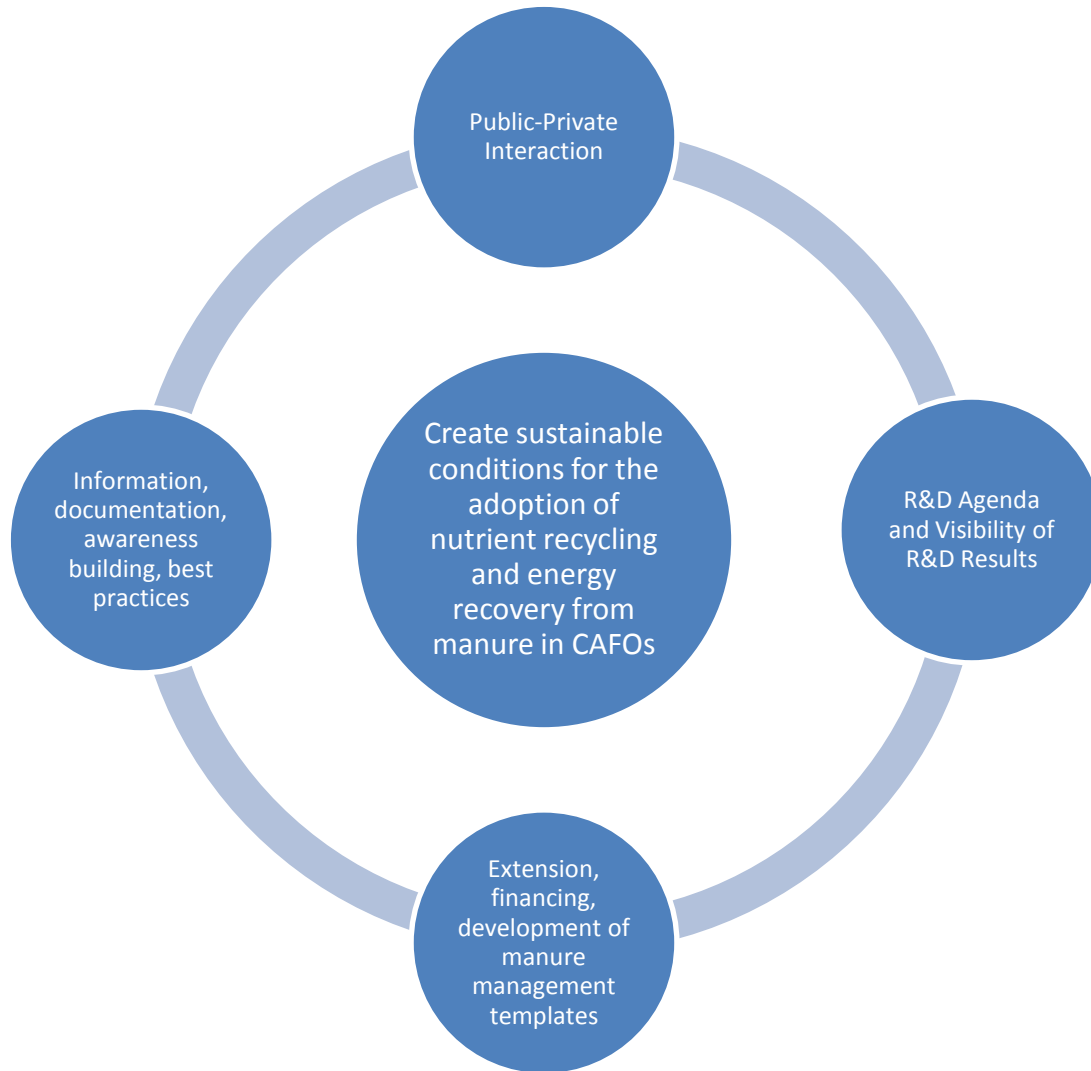 Public-Private
Interaction
Information,
documentation,
awareness
building, best
practices
Create sustainable
conditions for the
adoption of
nutrient recycling
and energy
recovery from
manure in CAFOs
R&D Agenda
and Visibility of
R&D Results
Extension,
financing,
development of
manure
management
templates